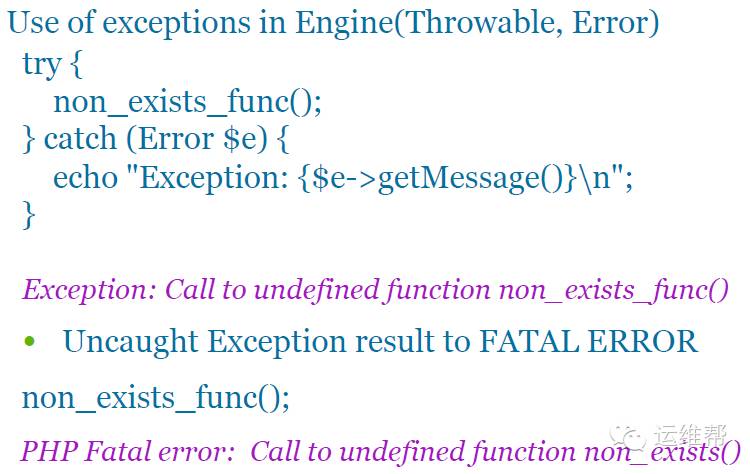 Use of exceptions in Engine(Throwable, Error)
try {
non_exists_func();
} catch (Error $e) {
echo "Exception: {$e->getMessage()}\n";
}
Exception: Call to undefined function non_exists_func()
• Uncaught Exception result to FATAL ERROR
non_exists_func();
PHP Fatal error: Call to undefined function non_exists()
运维帮